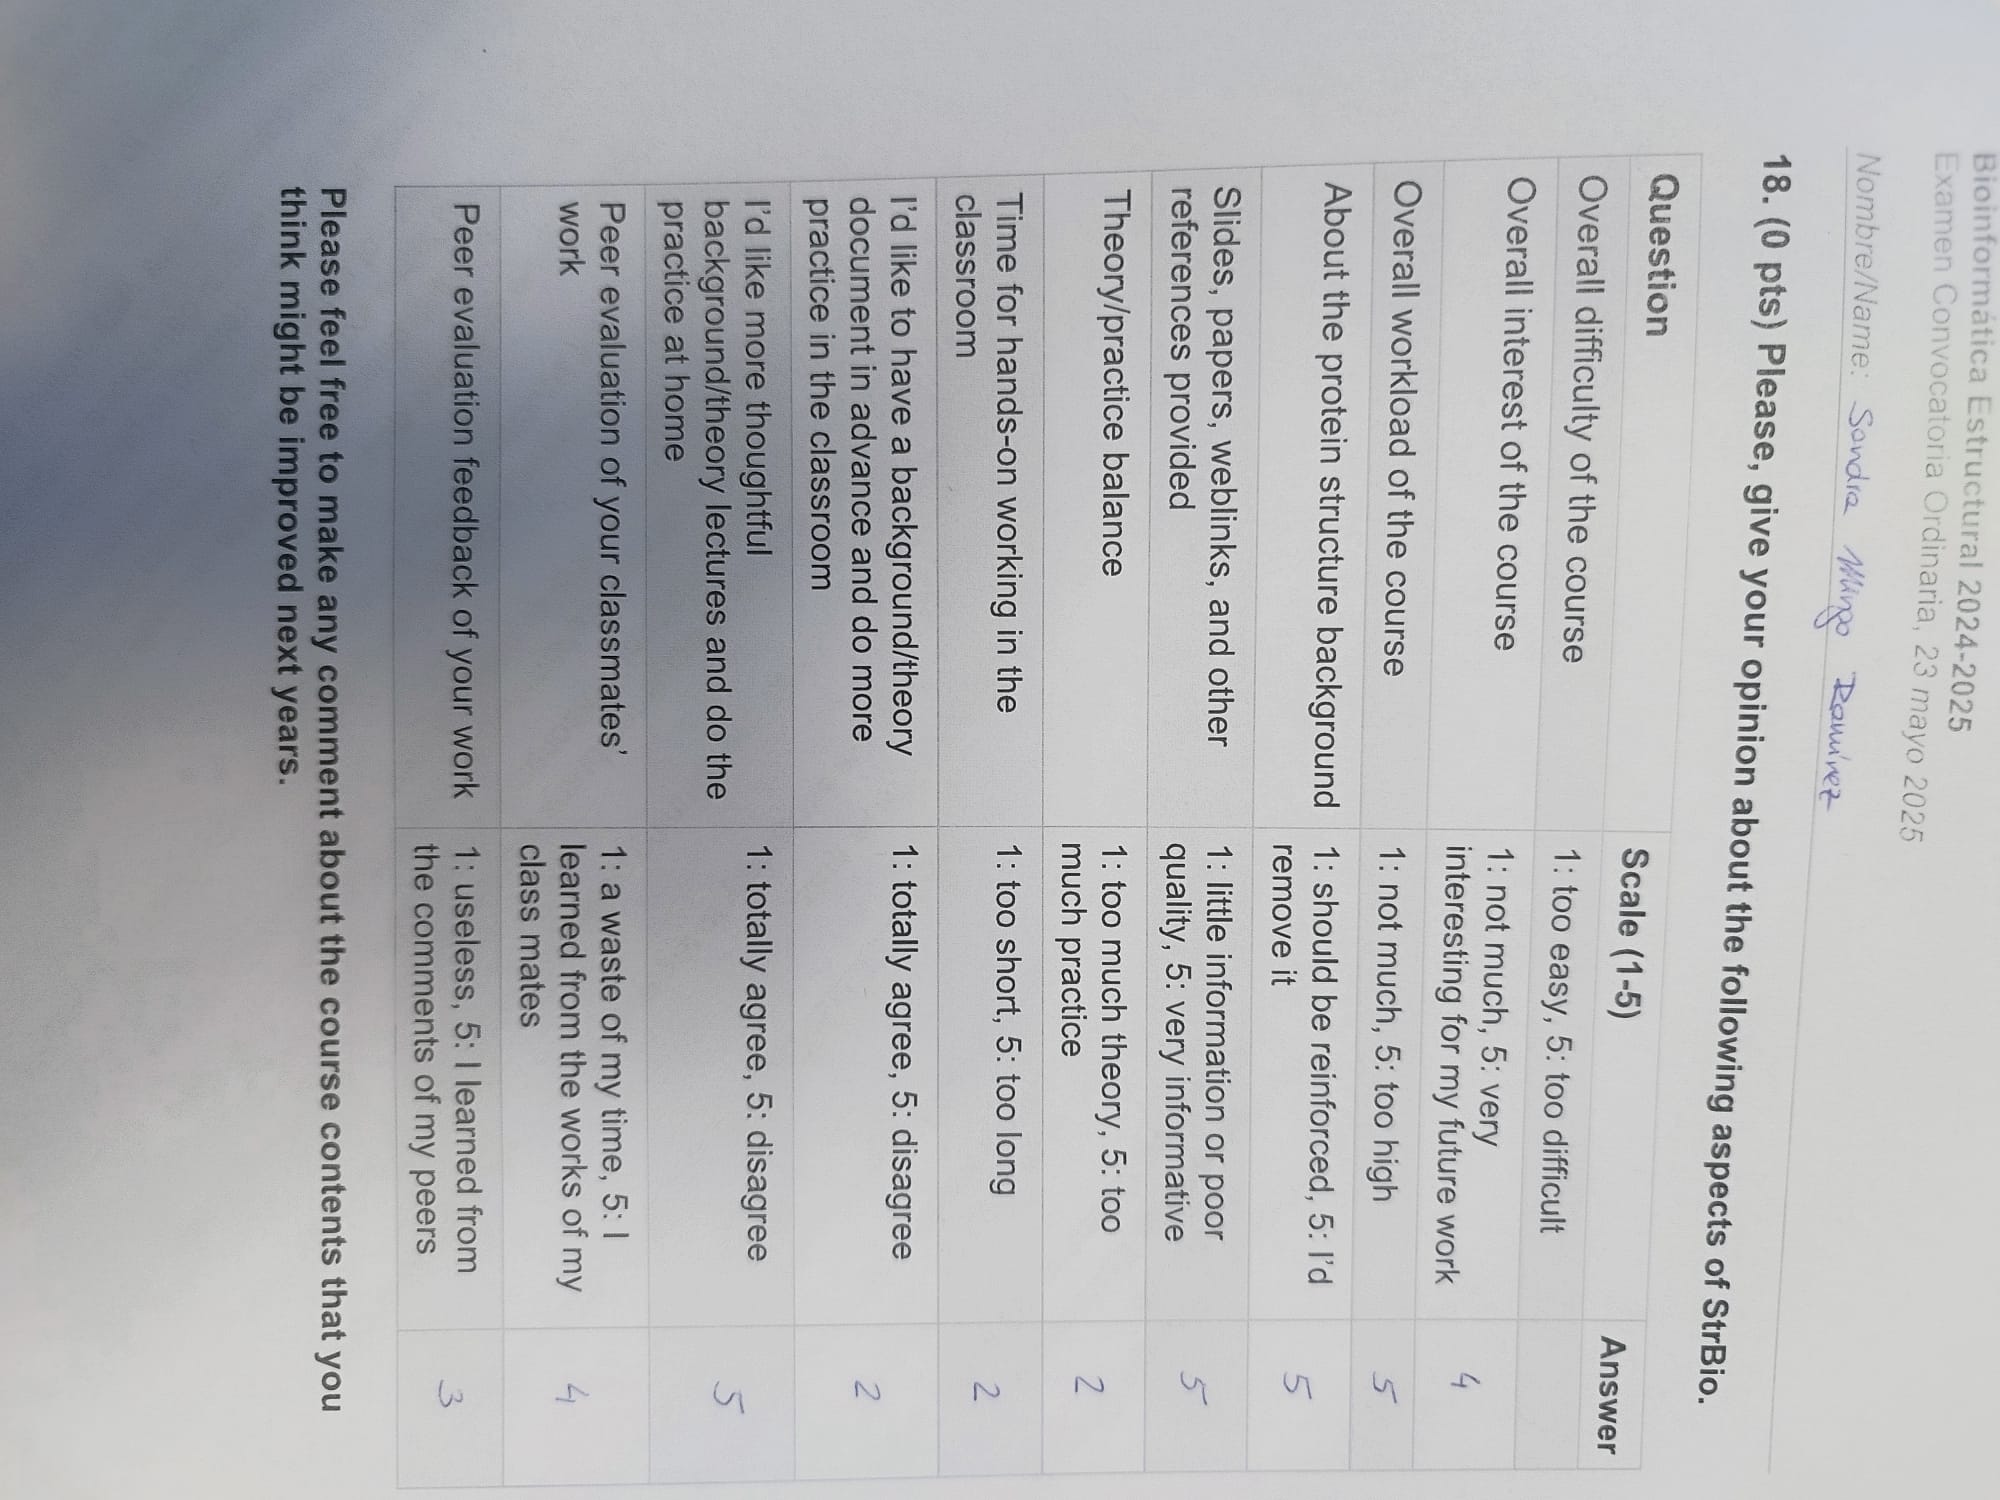 Bioinformática Estructural 2024-2025
Examen Convocatoria Ordinaria, 23 mayo 2025
Nombre/Name: Sandra Mingo Ramírez
18. (0 pts) Please, give your opinion about the following aspects of StrBio.
Question Scale (1-5) Answer
Overall difficulty of the course 1: too easy, 5: too difficult
Overall interest of the course 1: not much, 5: very
interesting for my future work 4
Overall workload of the course 1: not much, 5: too high 5
About the protein structure background 1: should be reinforced, 5: I'd
remove it 5
Slides, papers, weblinks, and other
references provided
1: little information or poor
quality, 5: very informative
5
Theory/practice balance 1: too much theory, 5: too
much practice 2
Time for hands-on working in the
classroom
1: too short, 5: too long 2
I'd like to have a background/theory
document in advance and do more
practice in the classroom
1: totally agree, 5: disagree 2
I'd like more thoughtful
background/theory lectures and do the
practice at home
1: totally agree, 5: disagree 5
Peer evaluation of your classmates'
work
1: a waste of my time, 5: I
learned from the works of my
class mates
4
Peer evaluation feedback of your work 1: useless, 5: I learned from
the comments of my peers 3
Please feel free to make any comment about the course contents that you
think might be improved next years.